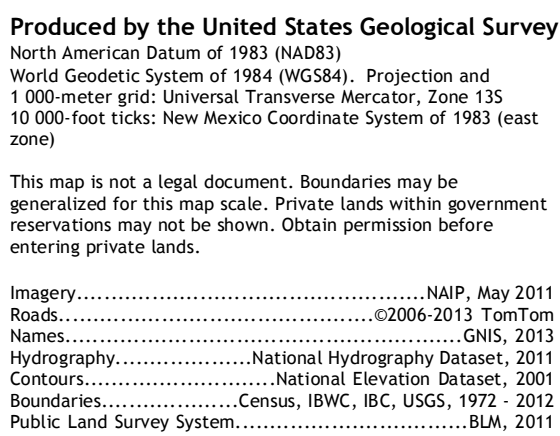 Produced by the United States Geological Survey
North American Datum of 1983 (NAD83)
World Geodetic System of 1984 (WGS84).  Projection and
1 000-meter grid: Universal Transverse Mercator, Zone 13S
10 000-foot ticks: New Mexico Coordinate System of 1983 (east
zone)
This map is not a legal document. Boundaries may be
generalized for this map scale. Private lands within government
reservations may not be shown. Obtain permission before
entering private lands.
Imagery...................................................NAIP, May 2011
Roads..............................................©2006-2013 TomTom
Names..........................................................GNIS, 2013
Hydrography....................National Hydrography Dataset, 2011
Contours............................National Elevation Dataset, 2001
Boundaries....................Census, IBWC, IBC, USGS, 1972 - 2012
Public Land Survey System..................................BLM, 2011